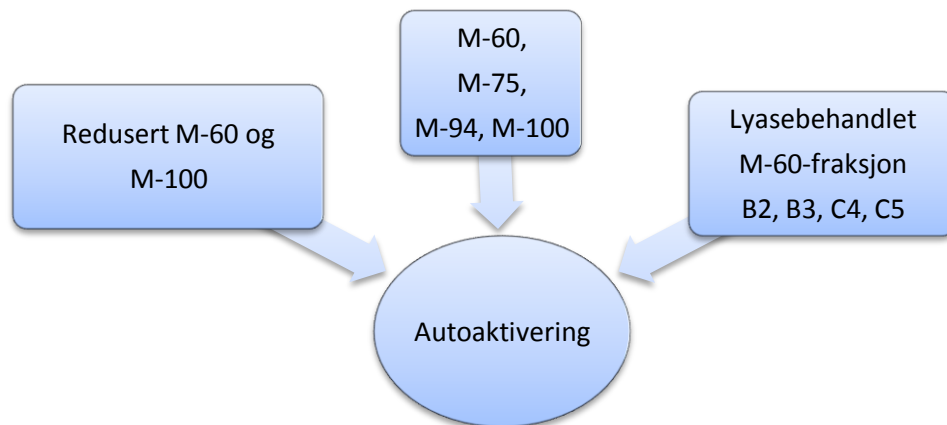 Redusert M-60 og
M-100
M-60,
M-75,
M-94, M-100
Lyasebehandlet
M-60-fraksjon
B2, B3, C4, C5
Autoaktivering